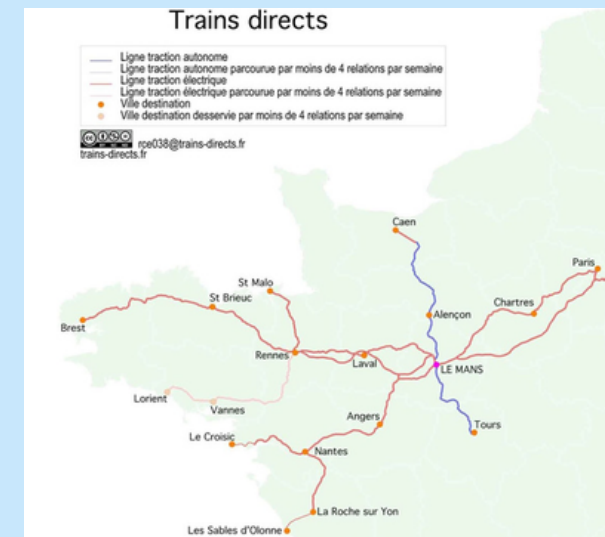 Trains directs
Ligne traction autonome
Ligne traction autonome parcourue par moins de 4 relations par semaine
Ligne traction électrique
Ligne traction électrique parcourue par moins de 4 relations par semaine
Ville destination
Ville destination desservie par moins de 4 relations par semaine
rce038@trains-directs.fr
trains-directs.fr
Caen
Paris
St Malo
Chartres
St Brieuc
Alençon
Brest
Rennes
Laval
LE MANS
Lorient
Vannes
Angers
Tours
Le Croisic
Nantes
La Roche sur Yon
Les Sables d'Olonne